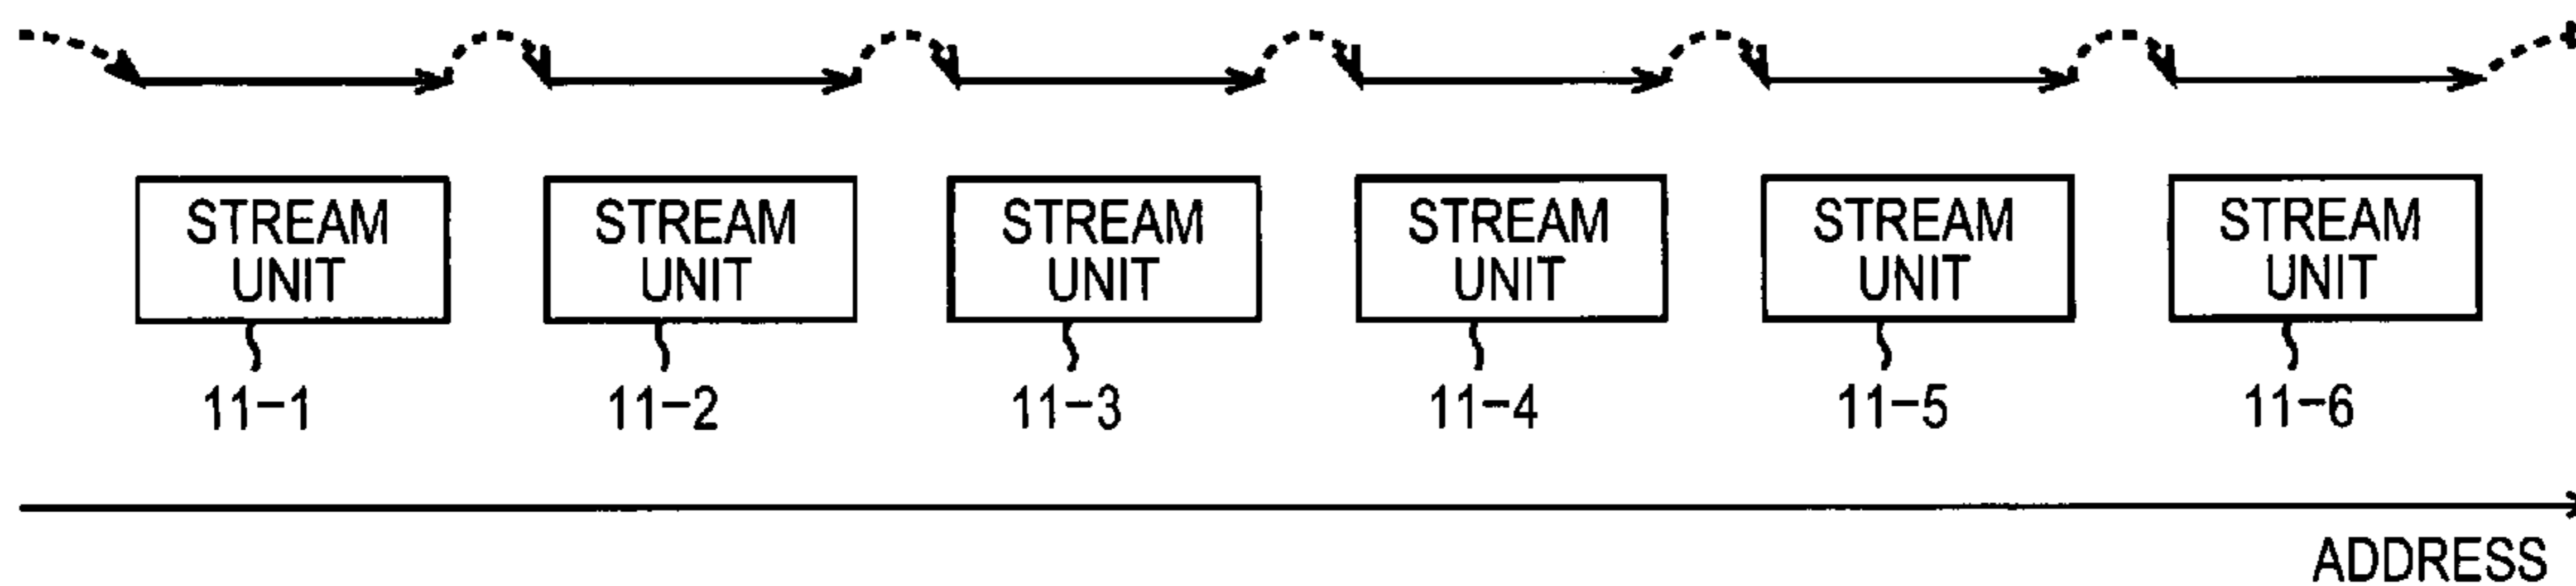 STREAM
UNIT
STREAM
UNIT
STREAM
UNIT
STREAM
UNIT
STREAM
UNIT
STREAM
UNIT
11-1
11-2
11-3
11-4
11-5
11-6
ADDRESS